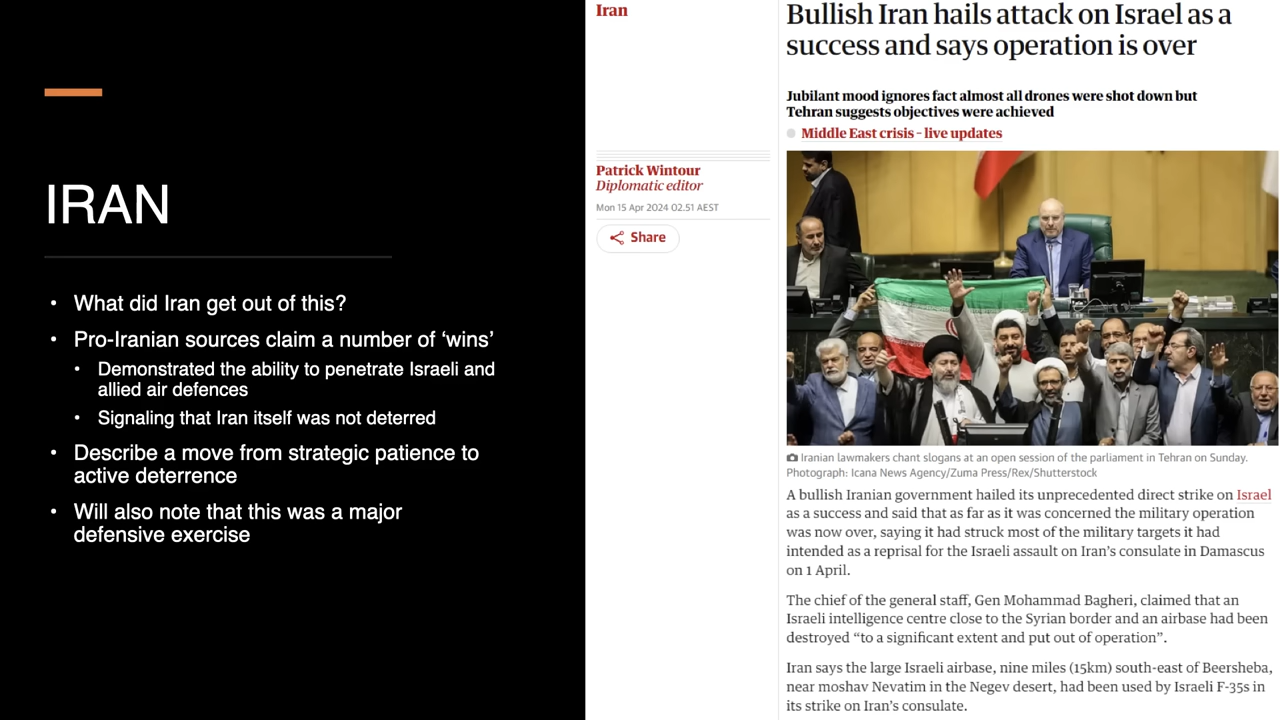 IRAN
• What did Iran get out of this?
• Pro-Iranian sources claim a number of ‘wins’
• Demonstrated the ability to penetrate Israeli and
allied air defences
• Signaling that Iran itself was not deterred
• Describe a move from strategic patience to
active deterrence
• Will also note that this was a major
defensive exercise
Iran
Patrick Wintour
Diplomatic editor
Mon 15 Apr 2024 02.51 AEST
Share
Bullish Iran hails attack on Israel as a
success and says operation is over
Jubilant mood ignores fact almost all drones were shot down but
Tehran suggests objectives were achieved
Middle East crisis – live updates
Iranian lawmakers chant slogans at an open session of the parliament in Tehran on Sunday.
Photograph: Icana News Agency/Zuma Press/Rex/Shutterstock
A bullish Iranian government hailed its unprecedented direct strike on Israel
as a success and said that as far as it was concerned the military operation
was now over, saying it had struck most of the military targets it had
intended as a reprisal for the Israeli assault on Iran’s consulate in Damascus
on 1 April.
The chief of the general staff, Gen Mohammad Bagheri, claimed that an
Israeli intelligence centre close to the Syrian border and an airbase had been
destroyed “to a significant extent and put out of operation”.
Iran says the large Israeli airbase, nine miles (15km) south-east of Beersheba,
near moshav Nevatim in the Negev desert, had been used by Israeli F-35s in
its strike on Iran’s consulate.